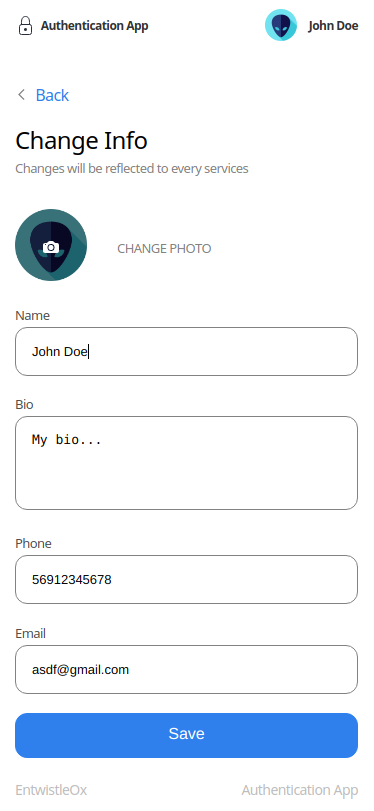 Authentication App
John Doe
Back
Change Info
Changes will be reflected to every services
CHANGE PHOTO
Name
John Doe
Bio
My bio...
Phone
56912345678
Email
asdf@gmail.com
Save
EntwistleOx
Authentication App